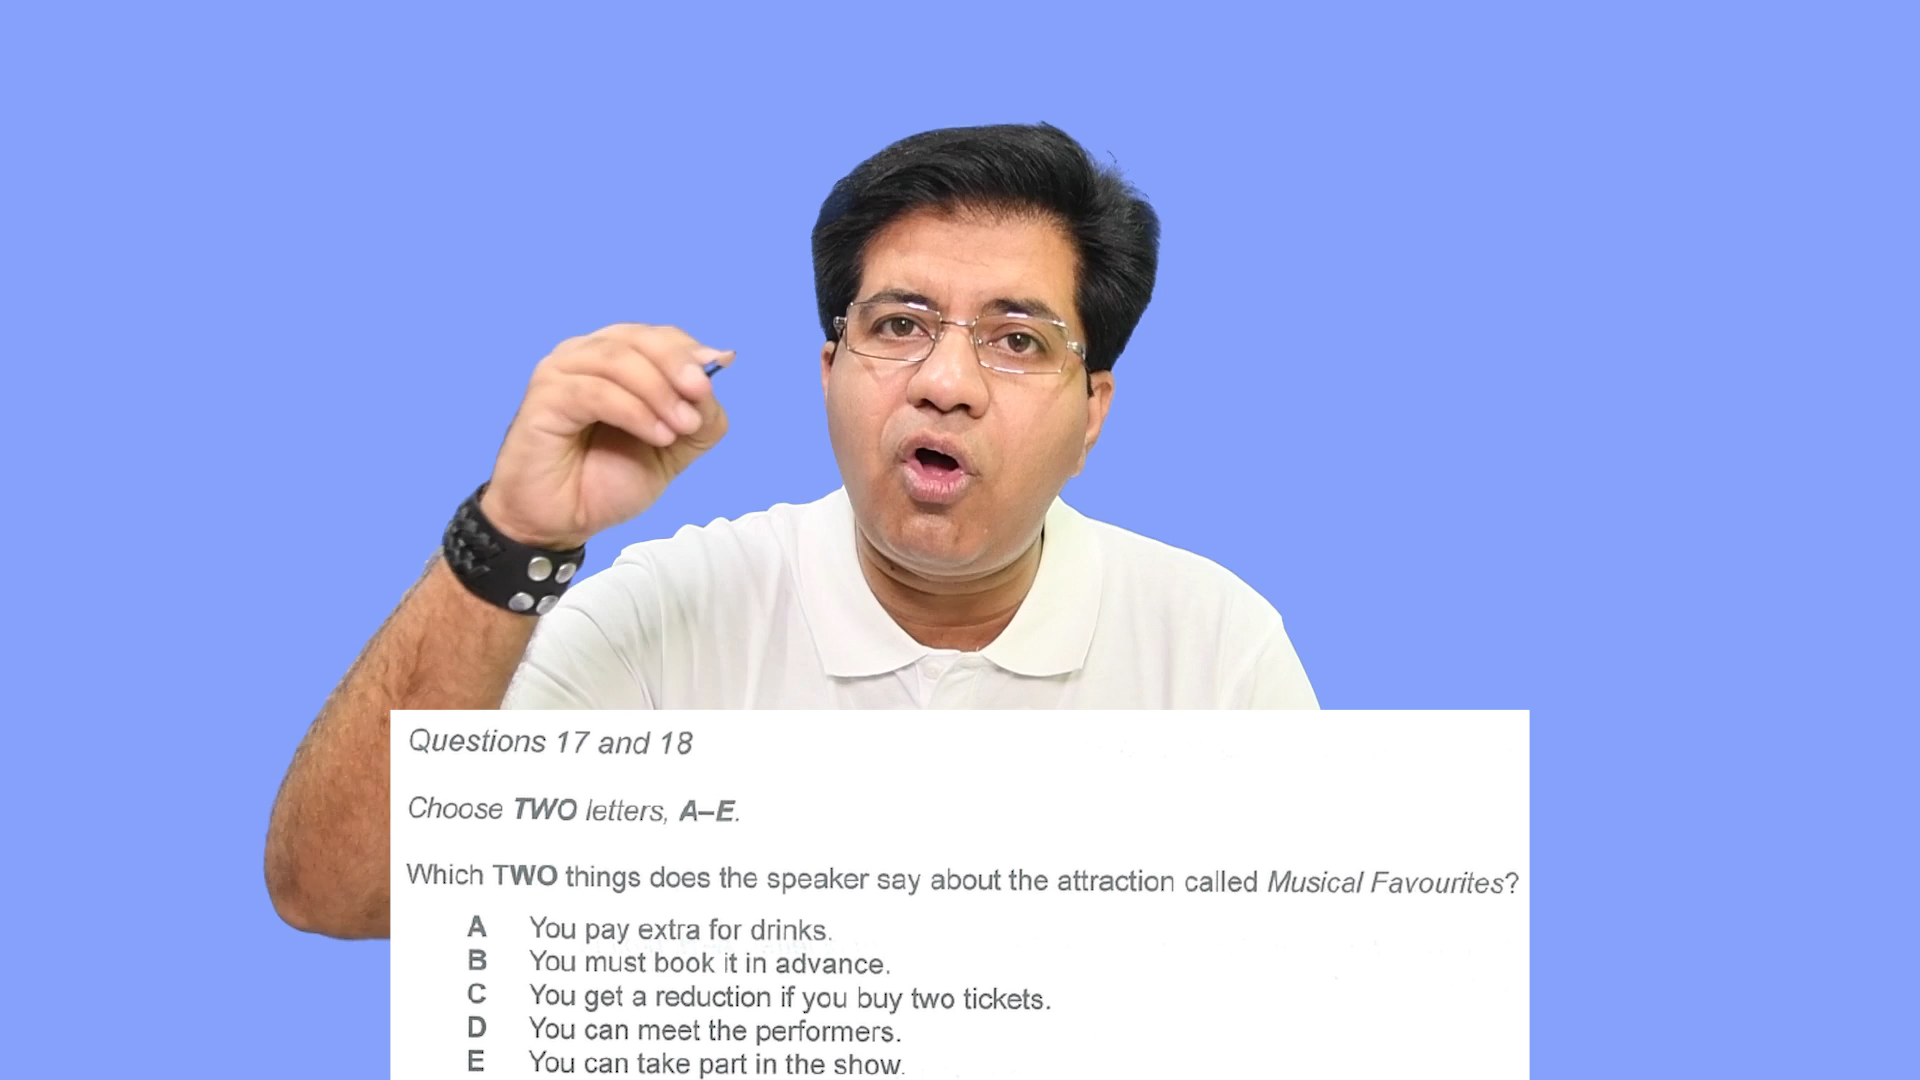 Questions 17 and 18
Choose TWO letters, A–E.
Which TWO things does the speaker say about the attraction called Musical Favourites?
A You pay extra for drinks.
B You must book it in advance.
C You get a reduction if you buy two tickets.
D You can meet the performers.
E You can take part in the show.